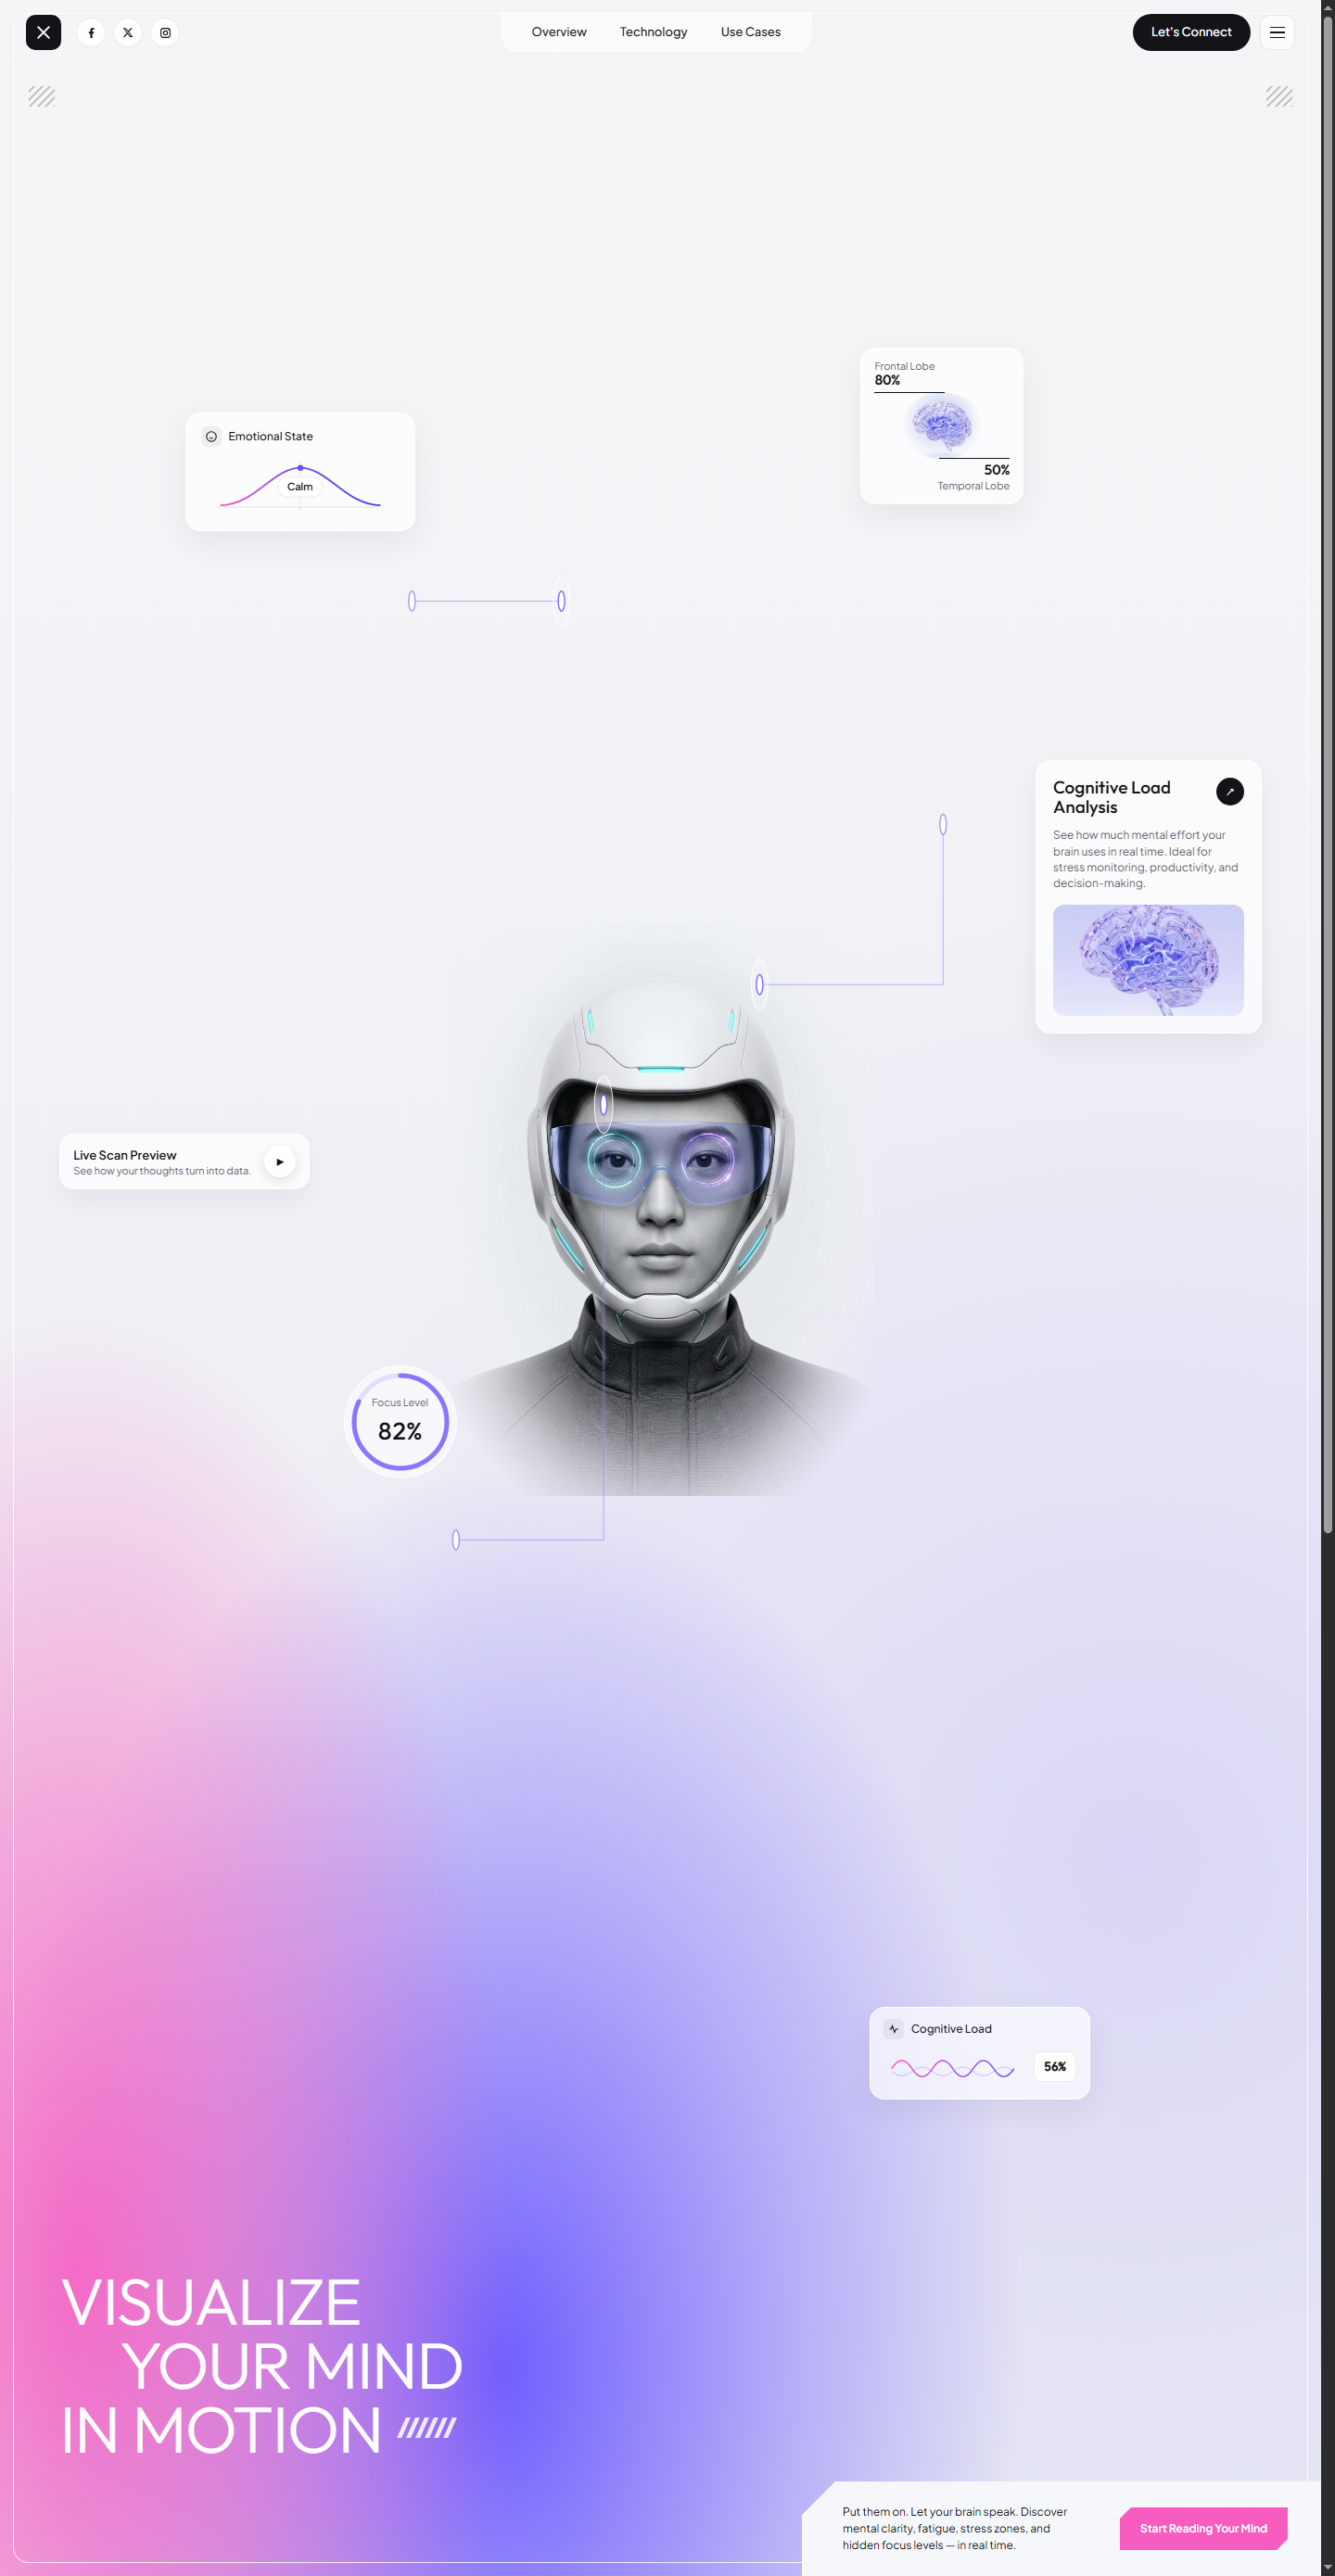 Overview
Technology
Use Cases
Let's Connect
Frontal Lobe
80%
50%
Temporal Lobe
Emotional State
Calm
Cognitive Load
Analysis
See how much mental effort your
brain uses in real time. Ideal for
stress monitoring, productivity, and
decision-making.
Live Scan Preview
See how your thoughts turn into data.
Focus Level
82%
Cognitive Load
56%
VISUALIZE
YOUR MIND
IN MOTION
Put them on. Let your brain speak. Discover
mental clarity, fatigue, stress zones, and
hidden focus levels — in real time.
Start Reading Your Mind